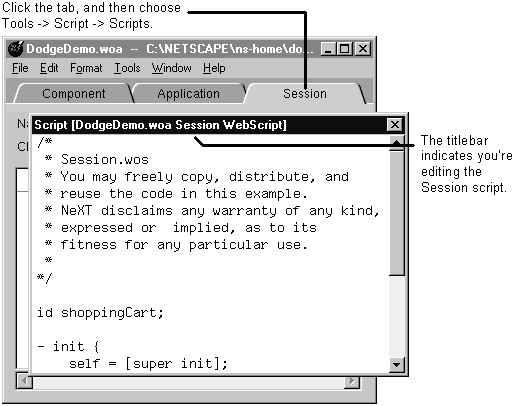 Click the tab, and then choose
Tools -> Script -> Scripts.
DodgeDemo.woa -- C:\NETSCAPE\ns-home\do...
File Edit Format Tools Window Help
Component Application Session
Script [DodgeDemo.woa Session WebScript]
/*
* Session.wos
* You may freely copy, distribute, and
* reuse the code in this example.
* NeXT disclaims any warranty of any kind,
* expressed or  implied, as to its
* fitness for any particular use.
*
*/
id shoppingCart;
- init {
self = [super init];
The titlebar
indicates you're
editing the
Session script.